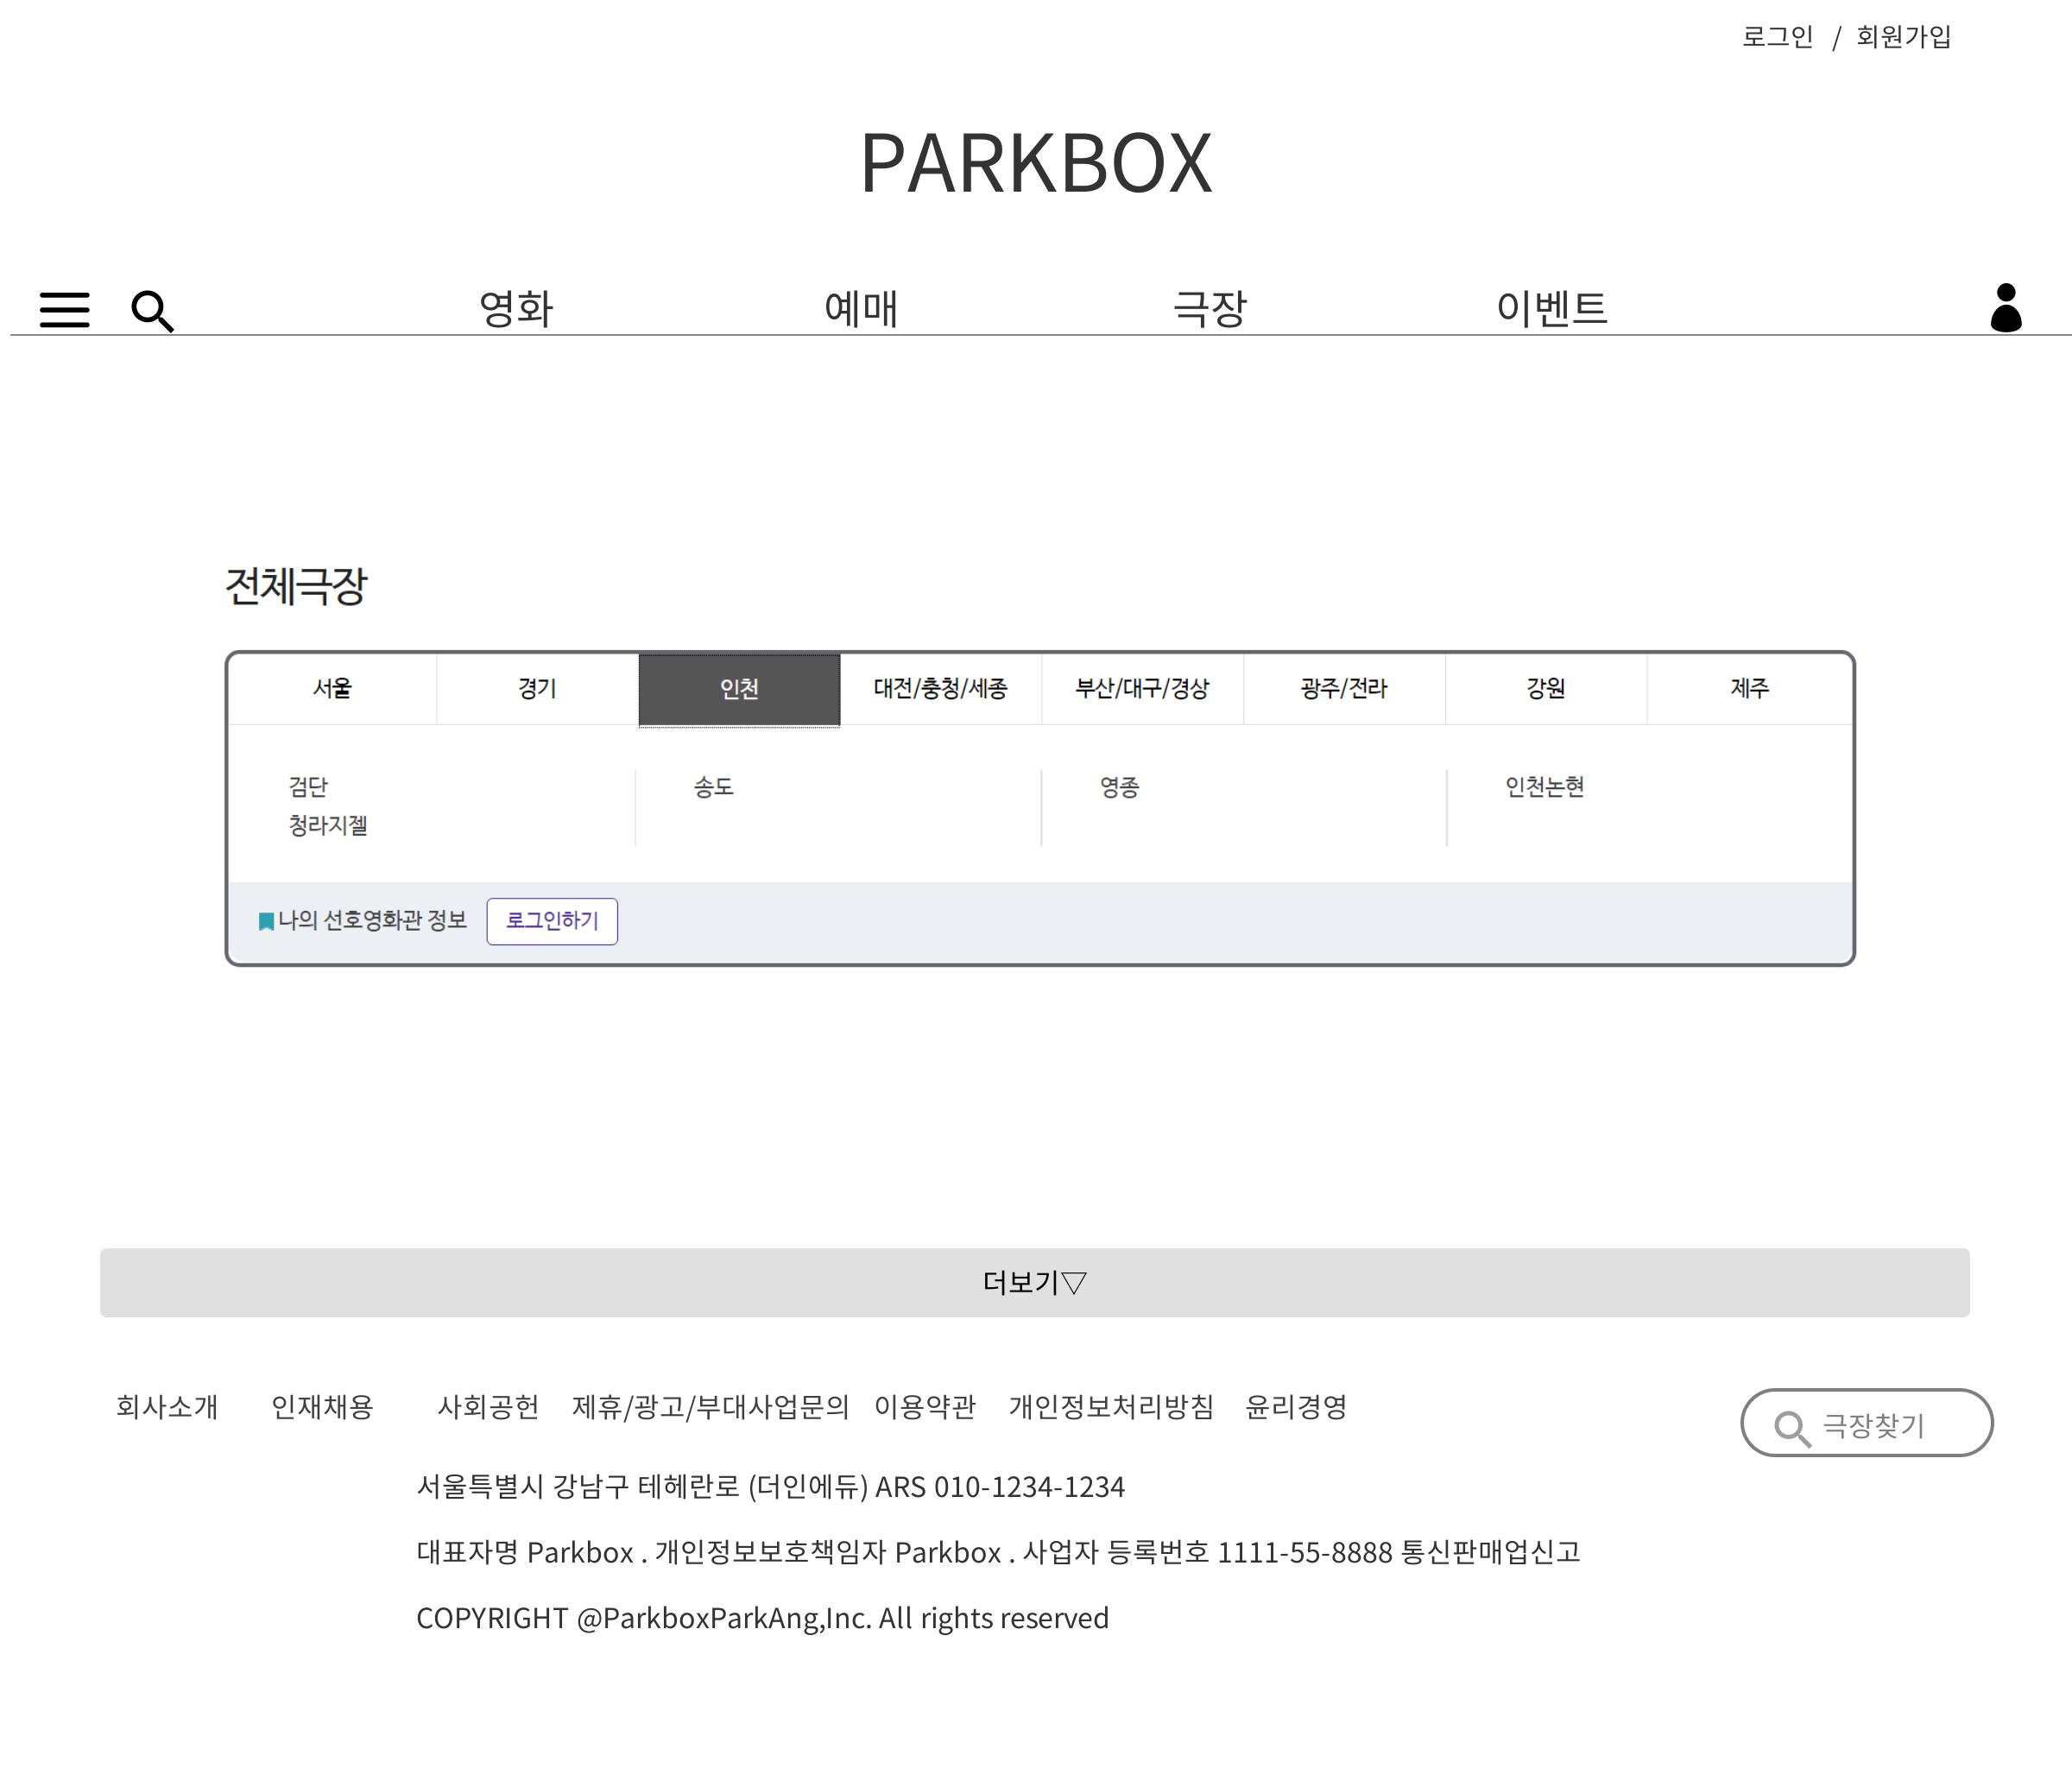 로그인 / 회원가입
PARKBOX
영화 예매 극장 이벤트
전체극장
서울 경기 인천 대전/충청/세종 부산/대구/경상 광주/전라 강원 제주
검단 송도 영종 인천논현
청라지젤
나의 선호영화관 정보 로그인하기
더보기▽
회사소개 인재채용 사회공헌 제휴/광고/부대사업문의 이용약관 개인정보처리방침 윤리경영
극장찾기
서울특별시 강남구 테헤란로 (더인에듀) ARS 010-1234-1234
대표자명 Parkbox . 개인정보보호책임자 Parkbox . 사업자 등록번호 1111-55-8888 통신판매업신고
COPYRIGHT @ParkboxParkAng,Inc. All rights reserved